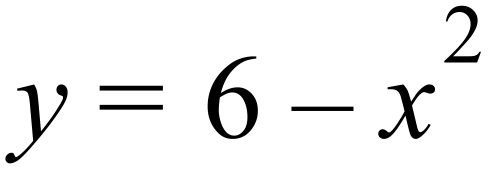 y = 6 − x²